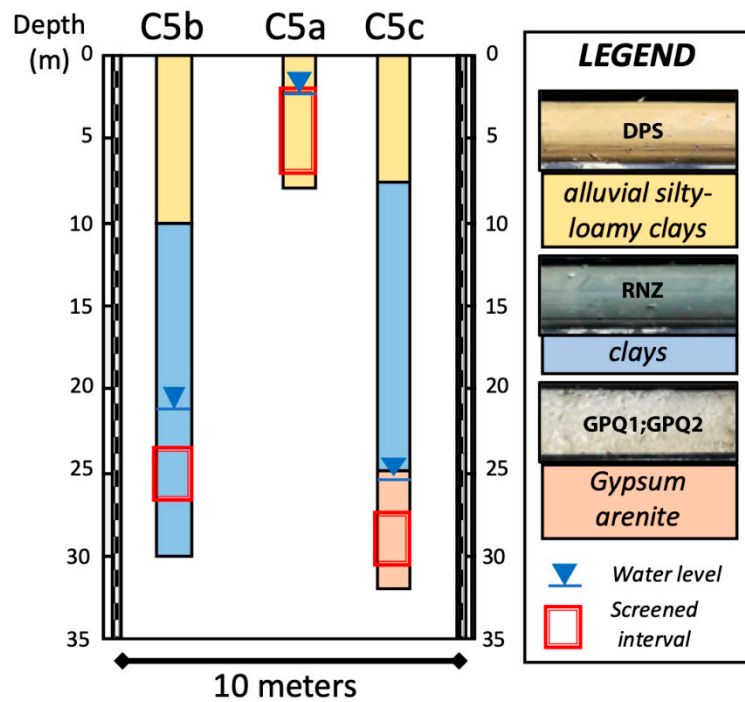 Depth
(m)
C5b
C5a
C5c
0
5
10
15
20
25
30
35
0
5
10
15
20
25
30
35
10 meters
LEGEND
DPS
alluvial silty-
loamy clays
RNZ
clays
GPQ1;GPQ2
Gypsum
arenite
Water level
Screened
interval